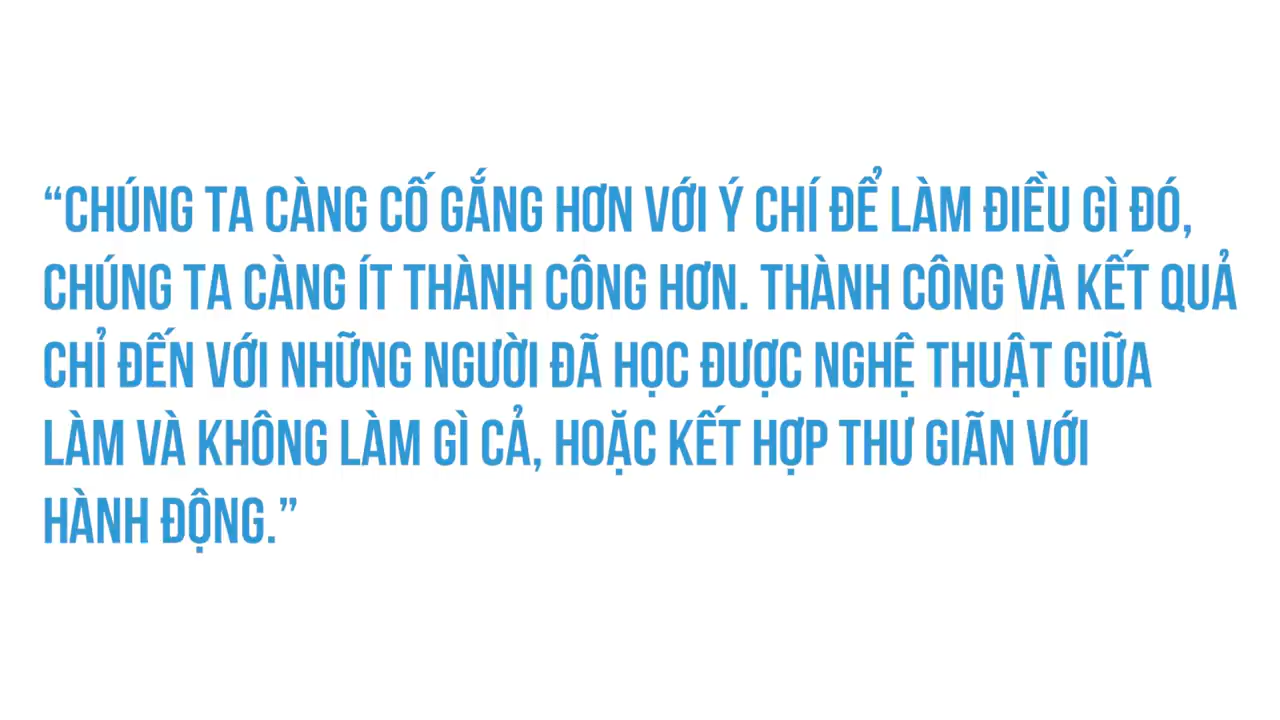 “CHÚNG TA CÀNG CỐ GẮNG HƠN VỚI Ý CHÍ ĐỂ LÀM ĐIỀU GÌ ĐÓ,
CHÚNG TA CÀNG ÍT THÀNH CÔNG HƠN. THÀNH CÔNG VÀ KẾT QUẢ
CHỈ ĐẾN VỚI NHỮNG NGƯỜI ĐÃ HỌC ĐƯỢC NGHỆ THUẬT GIỮA
LÀM VÀ KHÔNG LÀM GÌ CẢ, HOẶC KẾT HỢP THƯ GIÃN VỚI
HÀNH ĐỘNG.”